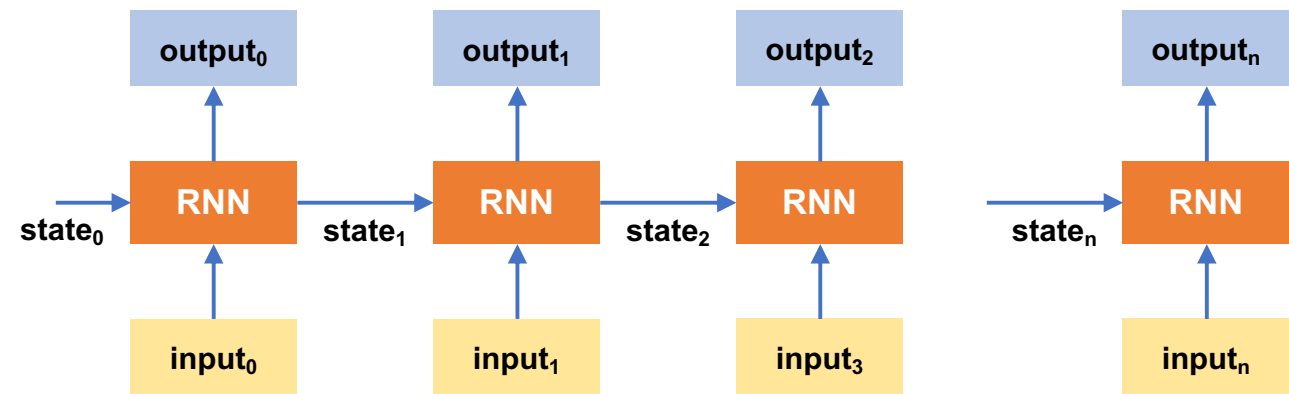 output₀ output₁ output₂ outputₙ
RNN RNN RNN RNN
state₀ state₁ state₂ stateₙ
input₀ input₁ input₃ inputₙ